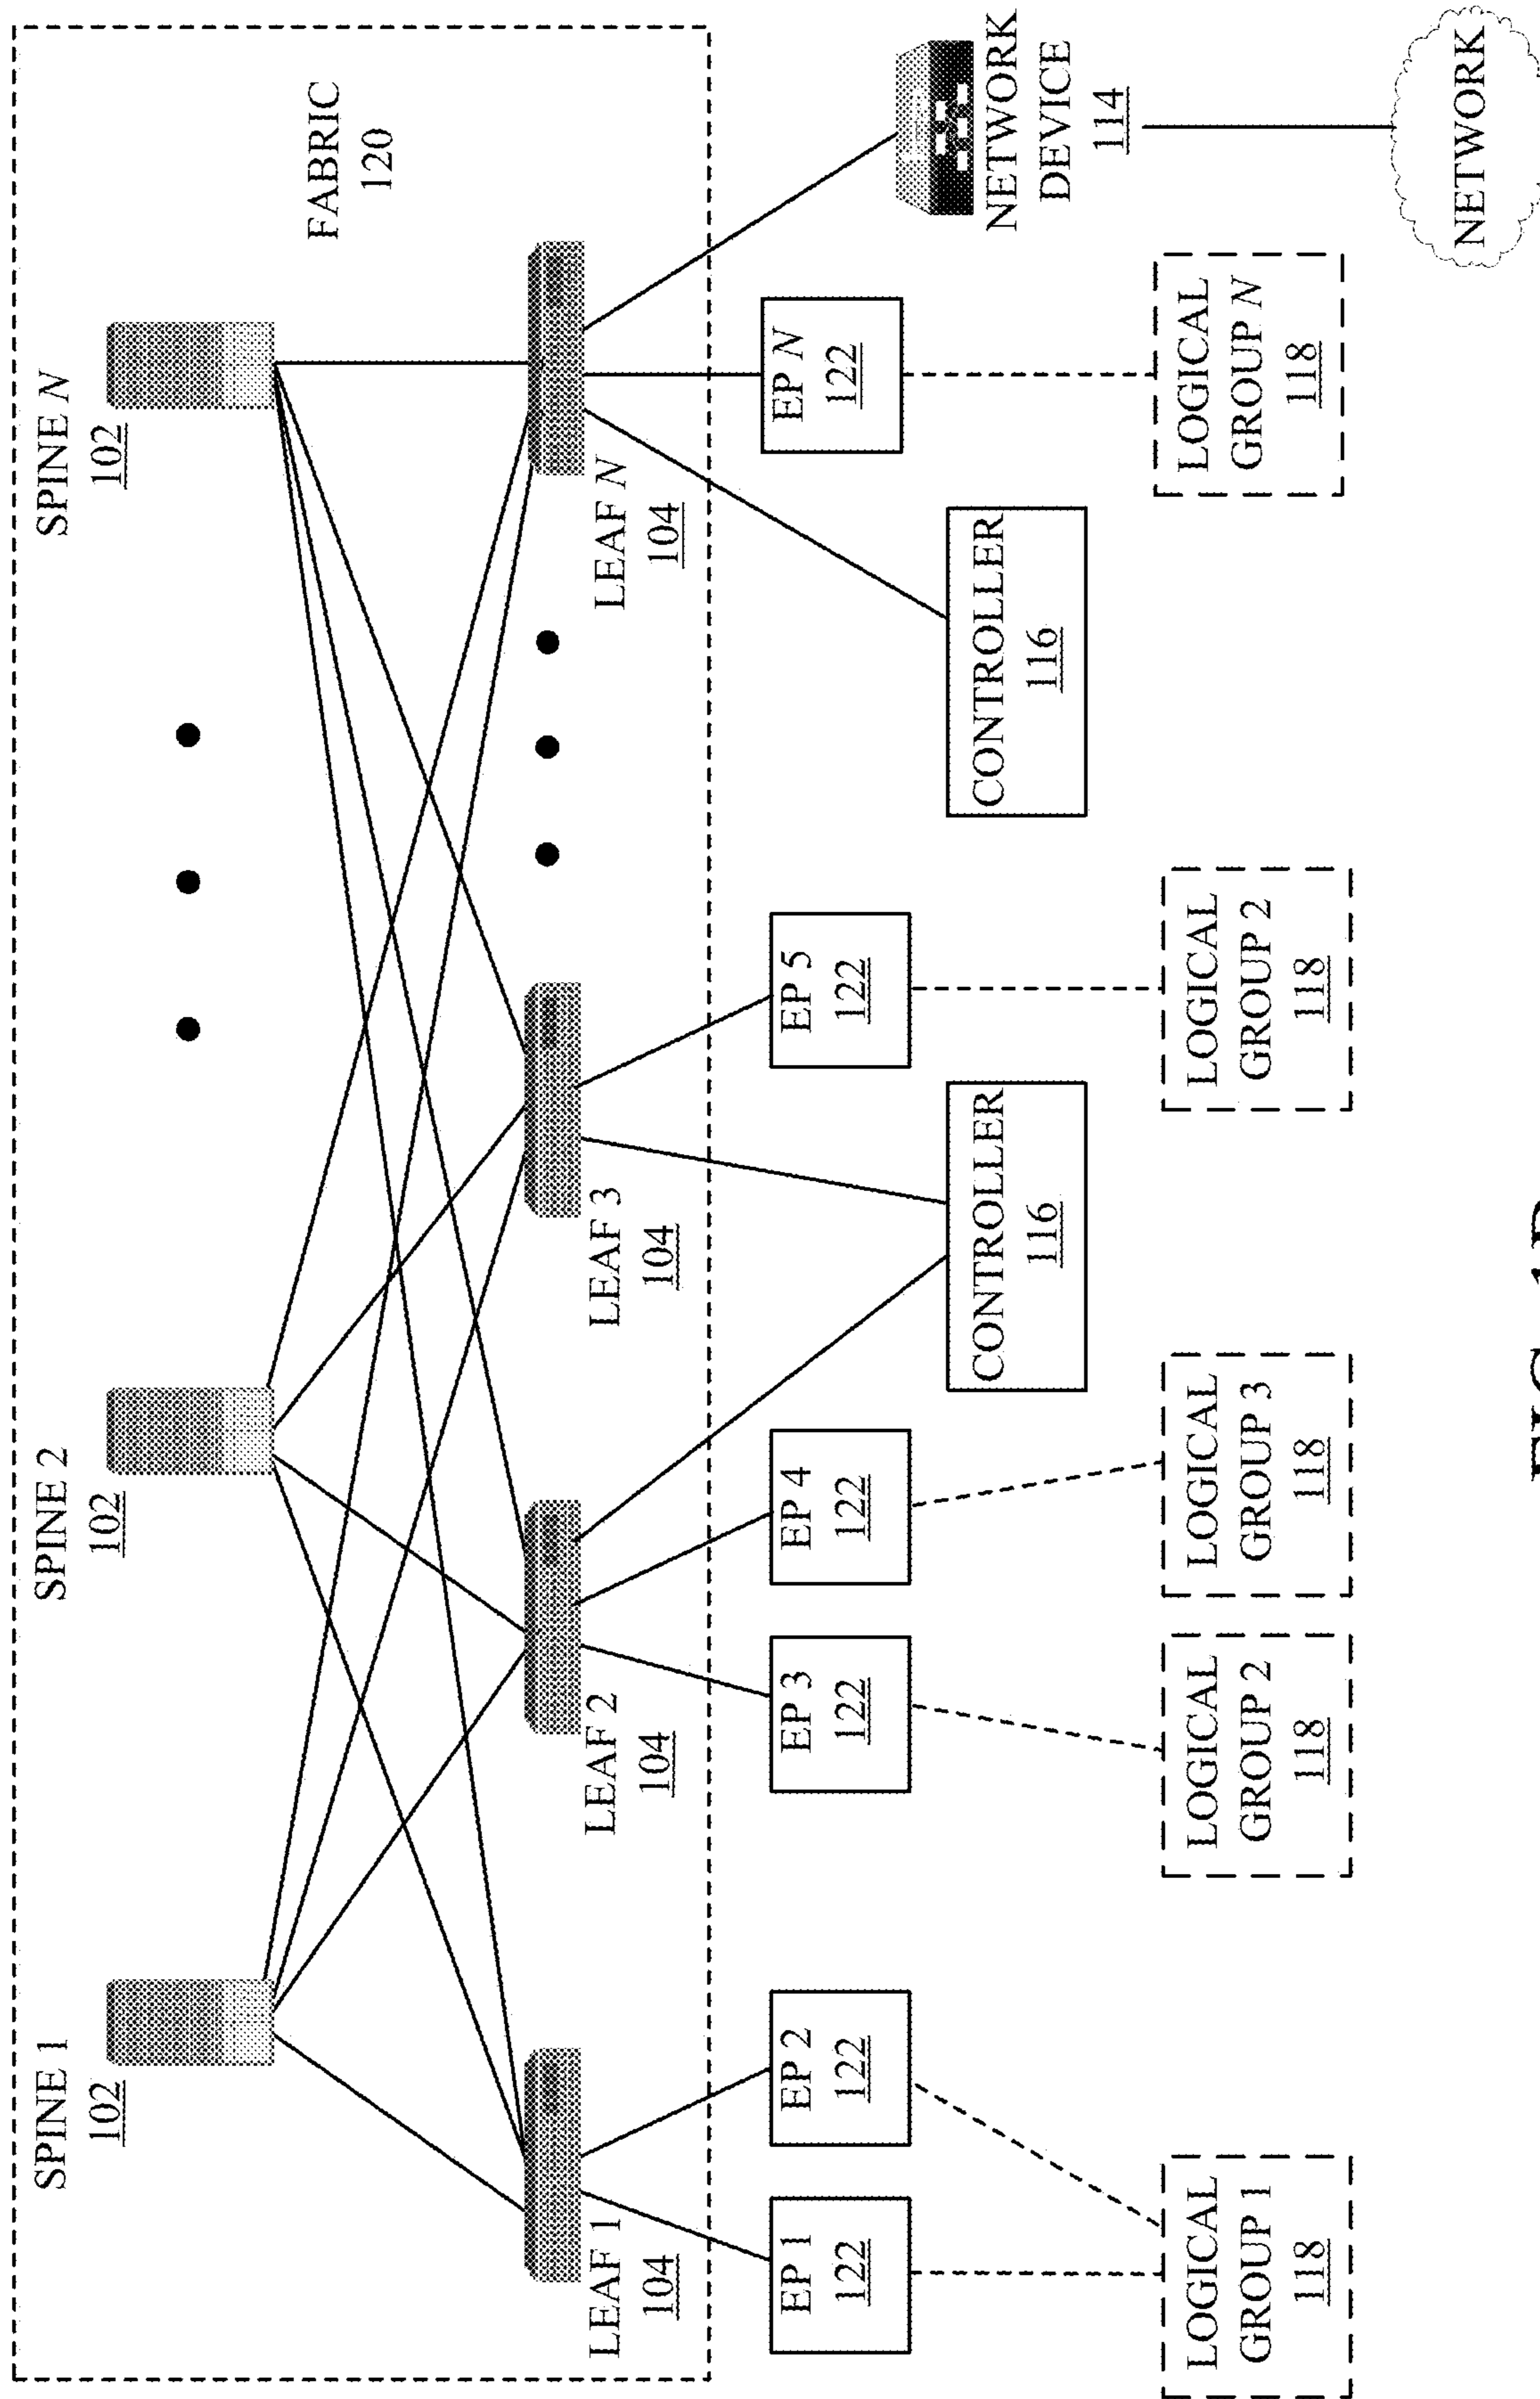 SPINE 1
102
SPINE 2
102
SPINE N
102
FABRIC
120
LEAF 1
104
LEAF 2
104
LEAF 3
104
LEAF N
104
EP 1
122
EP 2
122
EP 3
122
EP 4
122
EP 5
122
EP N
122
CONTROLLER
116
CONTROLLER
116
NETWORK
DEVICE
114
LOGICAL
GROUP 1
118
LOGICAL
GROUP 2
118
LOGICAL
GROUP 3
118
LOGICAL
GROUP 2
118
LOGICAL
GROUP N
118
NETWORK